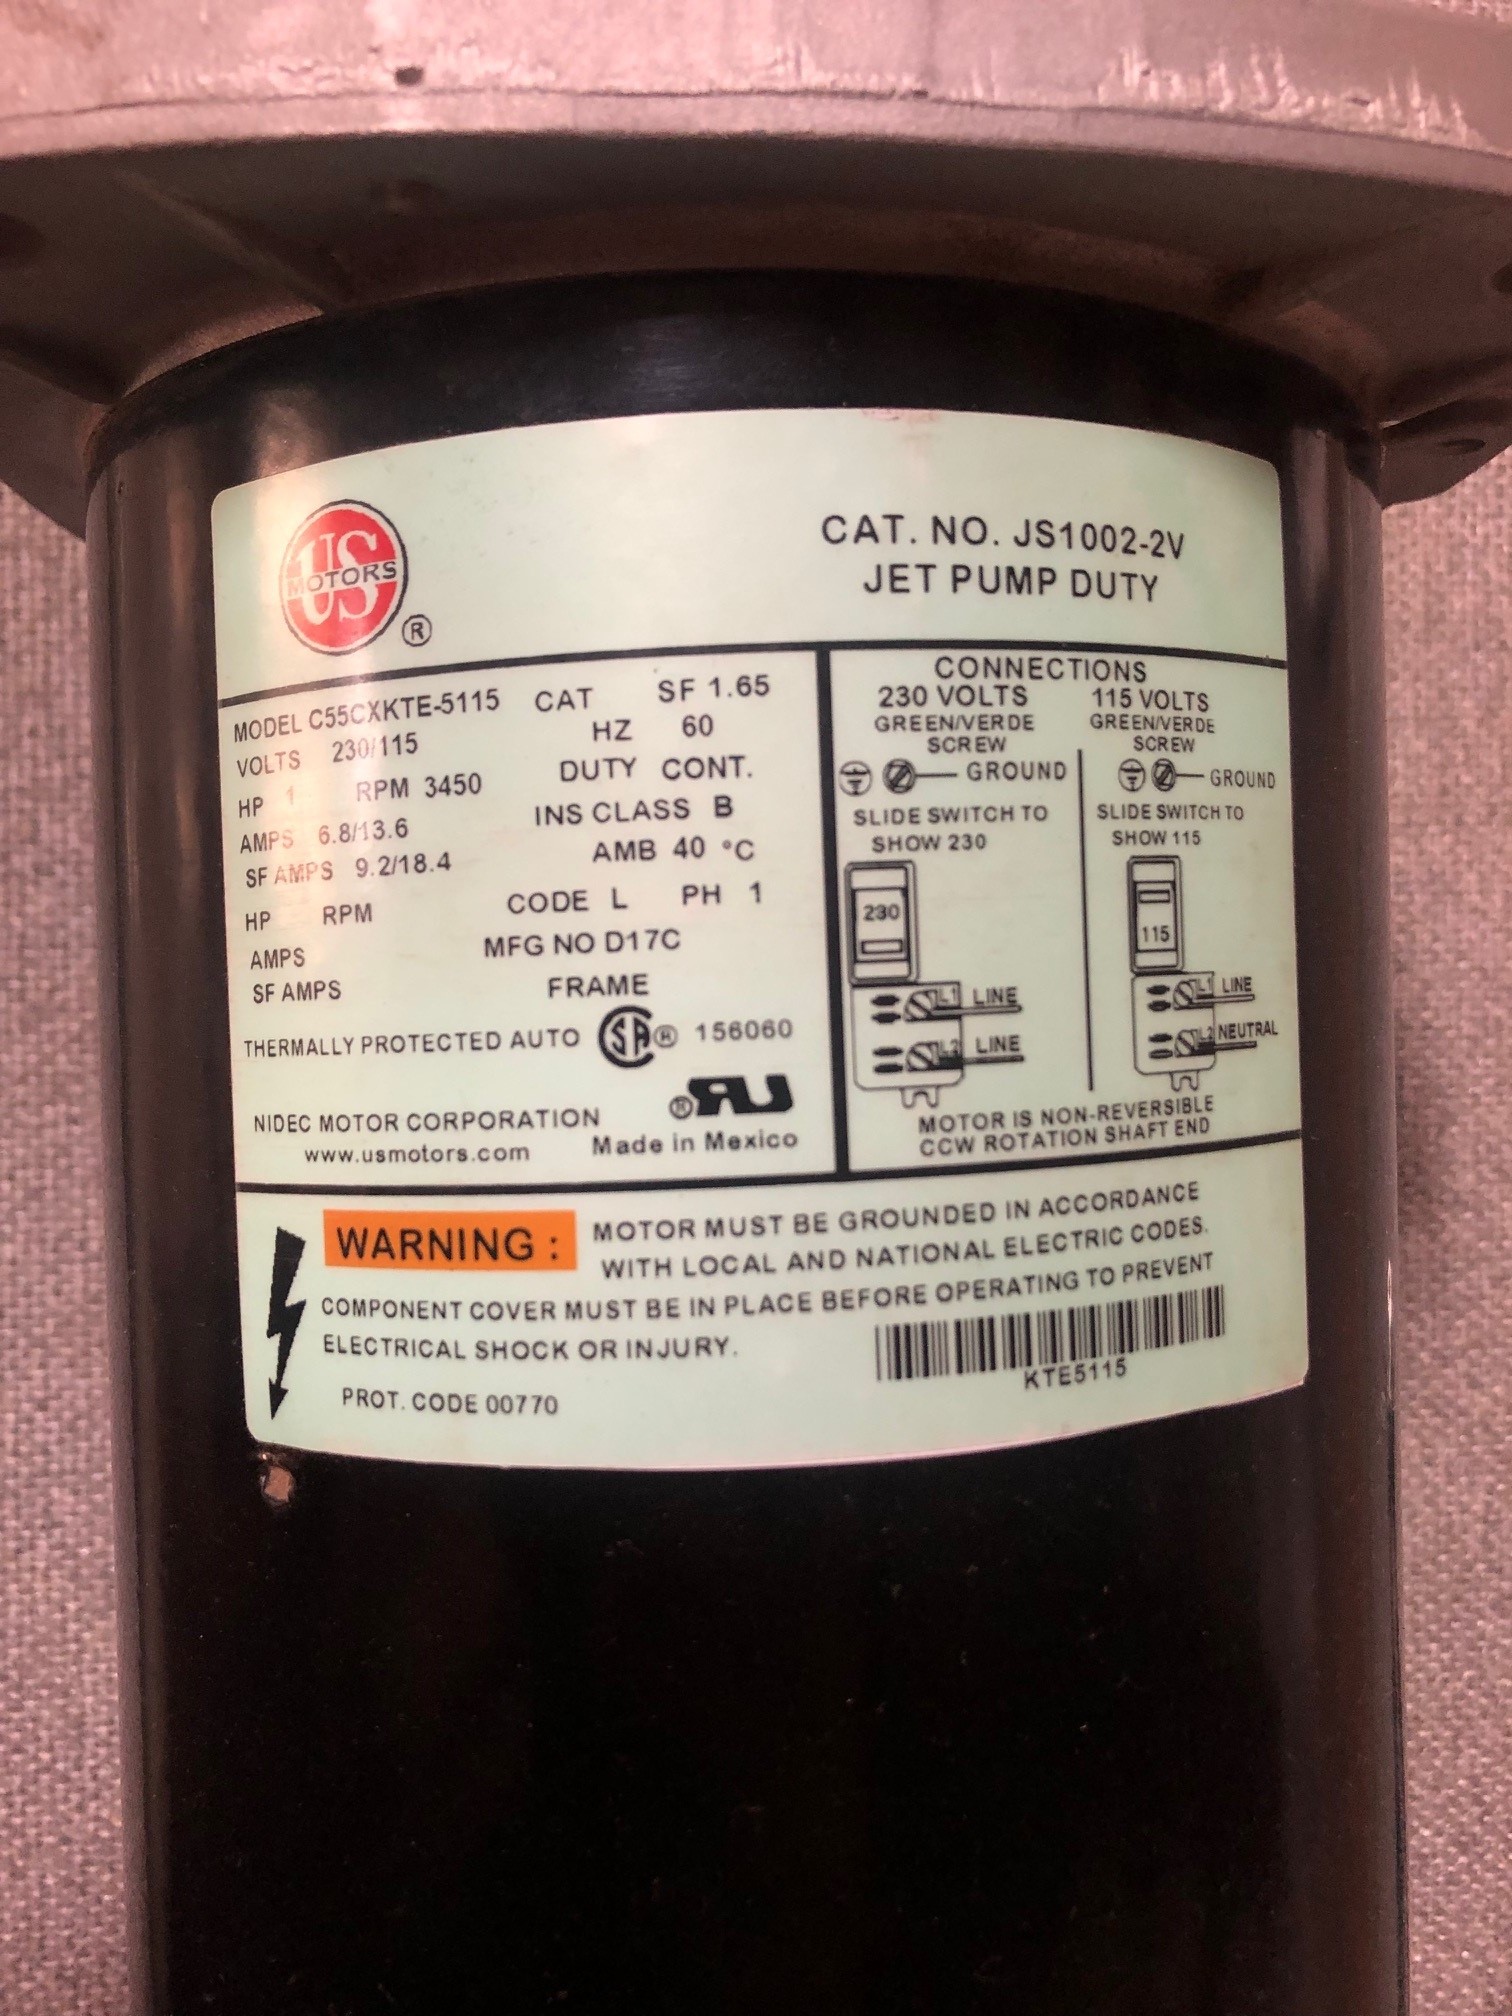 US
MOTORS
®
CAT. NO. JS1002-2V
JET PUMP DUTY
MODEL C55CXKTE-5115 CAT SF 1.65
VOLTS 230/115 HZ 60
HP 1 RPM 3450 DUTY CONT.
AMPS 6.8/13.6 INS CLASS B
SF AMPS 9.2/18.4 AMB 40 °C
HP RPM CODE L PH 1
AMPS MFG NO D17C
SF AMPS FRAME
THERMALLY PROTECTED AUTO SA ® 156060
NIDEC MOTOR CORPORATION ® RU
www.usmotors.com Made in Mexico
CONNECTIONS
230 VOLTS
GREEN/VERDE
SCREW
GROUND
SLIDE SWITCH TO
SHOW 230
230
L1 LINE
L2 LINE
115 VOLTS
GREEN/VERDE
SCREW
GROUND
SLIDE SWITCH TO
SHOW 115
115
L1 LINE
L2 NEUTRAL
MOTOR IS NON-REVERSIBLE
CCW ROTATION SHAFT END
WARNING : MOTOR MUST BE GROUNDED IN ACCORDANCE
WITH LOCAL AND NATIONAL ELECTRIC CODES.
COMPONENT COVER MUST BE IN PLACE BEFORE OPERATING TO PREVENT
ELECTRICAL SHOCK OR INJURY.
KTE5115
PROT. CODE 00770